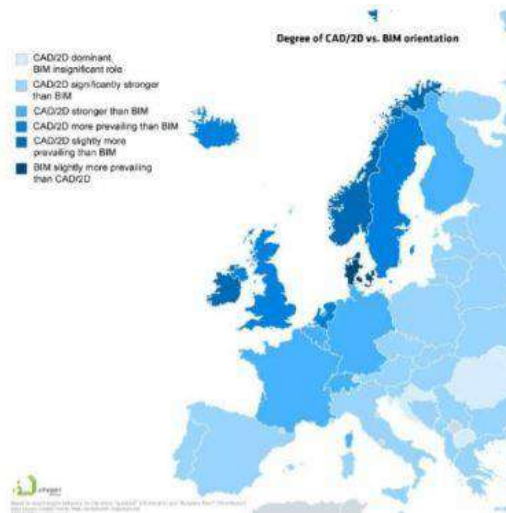 Degree of CAD/2D vs. BIM orientation
CAD/2D dominant,
BIM insignificant role
CAD/2D significantly stronger
than BIM
CAD/2D stronger than BIM
CAD/2D more prevailing than BIM
CAD/2D slightly more
prevailing than BIM
BIM slightly more prevailing
than CAD/2D